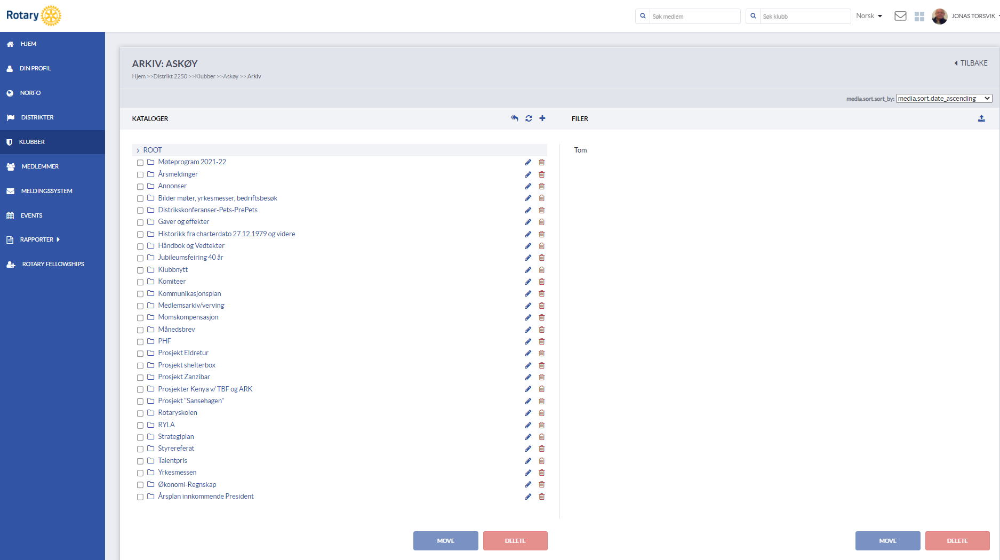 Rotary
Søk medlem
Søk klubb
Norsk
JONAS TORSVIK
HJEM
DIN PROFIL
NORFO
DISTRIKTER
KLUBBER
MEDLEMMER
MELDINGSSYSTEM
EVENTS
RAPPORTER
ROTARY FELLOWSHIPS
ARKIV: ASKØY
TILBAKE
Hjem >>Distrikt 2250 >>Klubber >>Askøy >> Arkiv
media.sort.sort_by: media.sort.date_ascending
KATALOGER
ROOT
Møteprogram 2021-22
Årsmeldinger
Annonser
Bilder møter, yrkesmesser, bedriftsbesøk
Distrikskonferanser-Pets-PrePets
Gaver og effekter
Historikk fra charterdato 27.12.1979 og videre
Håndbok og Vedtekter
Jubileumsfeiring 40 år
Klubbnytt
Komiteer
Kommunikasjonsplan
Medlemsarkiv/verving
Momskompensasjon
Månedsbrev
PHF
Prosjekt Eldretur
Prosjekt shelterbox
Prosjekt Zanzibar
Prosjekter Kenya v/ TBF og ARK
Prosjekt "Sansehagen"
Rotaryskolen
RYLA
Strategiplan
Styrereferat
Talentpris
Yrkesmessen
Økonomi-Regnskap
Årsplan innkommende President
MOVE
DELETE
FILER
Tom
MOVE
DELETE